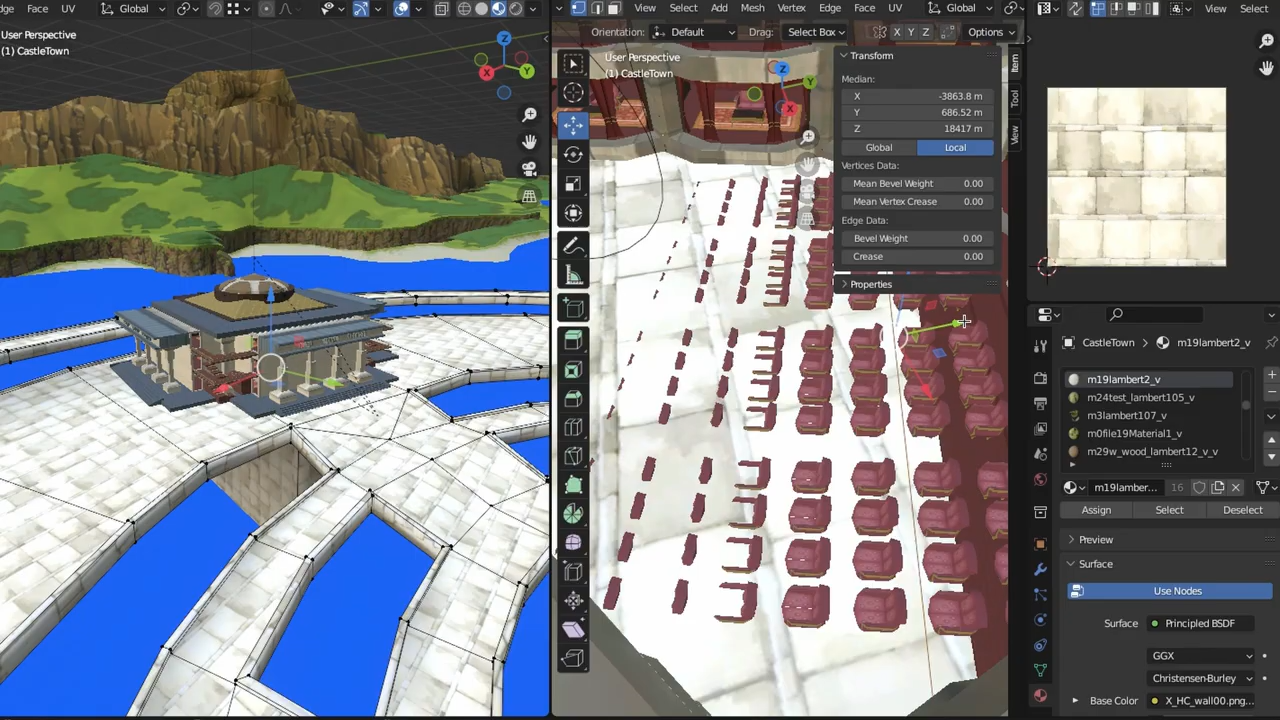 dge Face UV Global
User Perspective
(1) CastleTown
X
Y
Z
View Select Add Mesh Vertex Edge Face UV Global
Orientation: Default Drag: Select Box X Y Z Options
User Perspective
(1) CastleTown
Z
Y
X
Transform
Median:
X -3863.8 m
Y 686.52 m
Z 18417 m
Global Local
Vertices Data:
Mean Bevel Weight 0.00
Mean Vertex Crease 0.00
Edge Data:
Bevel Weight 0.00
Crease 0.00
Properties
Item
Tool
View
View Select
CastleTown > m19lambert2_v
m19lambert2_v
m24test_lambert105_v
m3lambert107_v
m0file19Material1_v
m29w_wood_lambert12_v_v
m19lamber... 16
Assign Select Deselect
Preview
Surface
Use Nodes
Surface Principled BSDF
GGX
Christensen-Burley
Base Color X_HC_wall00.png...